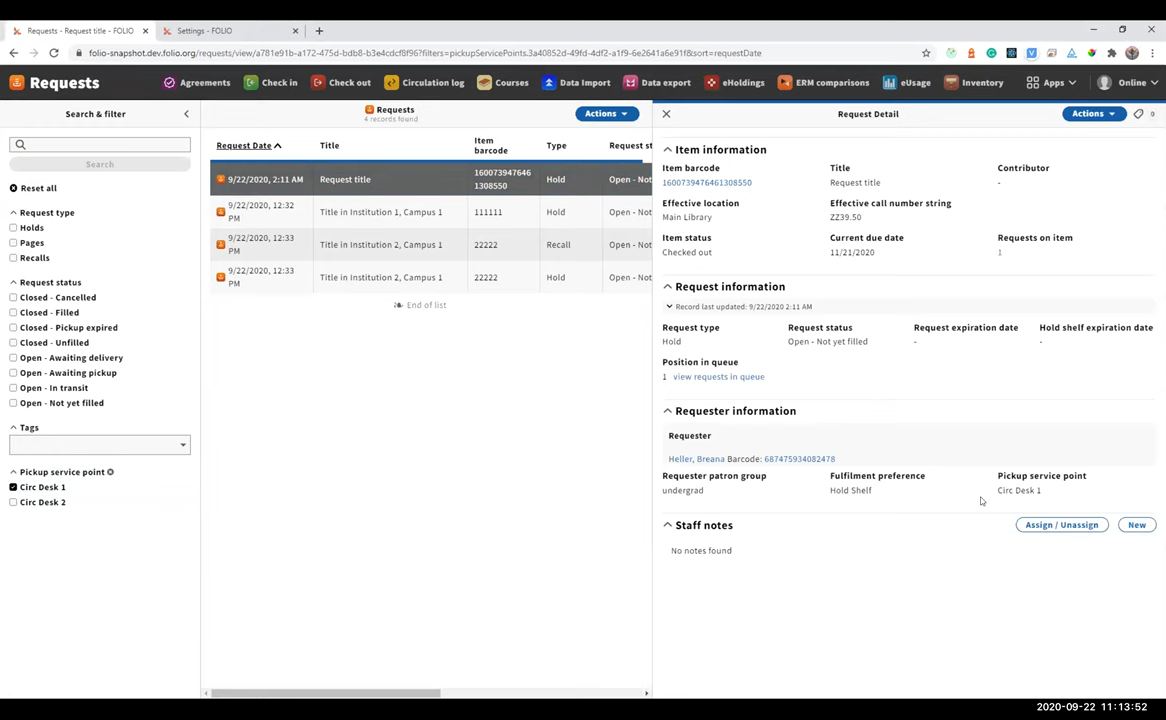 Requests - Request title - FOLIO
Settings - FOLIO
folio-snapshot.dev.folio.org/requests/view/a781e91b-a172-475d-bdb8-b3e4cdcf8f96?filters=pickupServicePoints.3a40852d-49fd-4df2-a1f9-6e2641a6e91f&sort=requestDate
Requests
Agreements
Check in
Check out
Circulation log
Courses
Data Import
Data export
eHoldings
ERM comparisons
eUsage
Inventory
Apps
Online
Search & filter
Search
Reset all
Request type
Holds
Pages
Recalls
Request status
Closed - Cancelled
Closed - Filled
Closed - Pickup expired
Closed - Unfilled
Open - Awaiting delivery
Open - Awaiting pickup
Open - In transit
Open - Not yet filled
Tags
Pickup service point
Circ Desk 1
Circ Desk 2
Requests
4 records found
Actions
Request Date Title Item barcode Type Request st
9/22/2020, 2:11 AM Request title 160073947646 1308550 Hold Open - Not
9/22/2020, 12:32 PM Title in Institution 1, Campus 1 111111 Hold Open - Not
9/22/2020, 12:33 PM Title in Institution 2, Campus 1 22222 Recall Open - Not
9/22/2020, 12:33 PM Title in Institution 2, Campus 1 22222 Hold Open - Not
End of list
Request Detail
Actions
0
Item information
Item barcode Title Contributor
1600739476461308550 Request title -
Effective location Effective call number string
Main Library ZZ39.50
Item status Current due date Requests on item
Checked out 11/21/2020 1
Request information
Record last updated: 9/22/2020 2:11 AM
Request type Request status Request expiration date Hold shelf expiration date
Hold Open - Not yet filled - -
Position in queue
1 view requests in queue
Requester information
Requester
Heller, Breana Barcode: 687475934082478
Requester patron group Fulfilment preference Pickup service point
undergrad Hold Shelf Circ Desk 1
Staff notes
Assign / Unassign
New
No notes found
2020-09-22 11:13:52